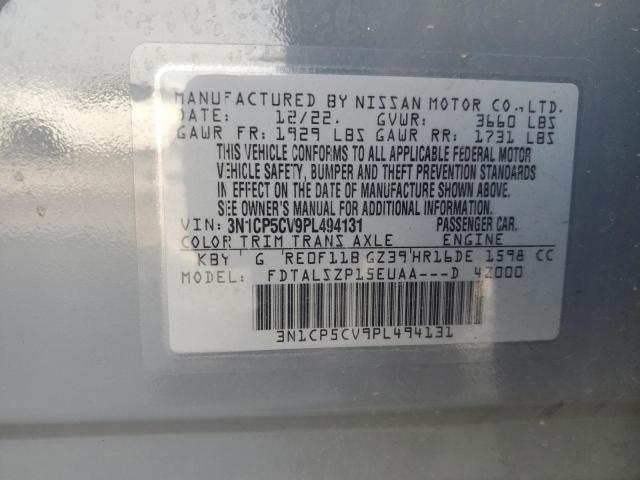 MANUFACTURED BY NISSAN MOTOR CO.,LTD.
DATE: 12/22. GVWR: 3660 LBS
GAWR FR: 1929 LBS GAWR RR: 1731 LBS
THIS VEHICLE CONFORMS TO ALL APPLICABLE FEDERAL MOTOR
VEHICLE SAFETY, BUMPER AND THEFT PREVENTION STANDARDS
IN EFFECT ON THE DATE OF MANUFACTURE SHOWN ABOVE.
SEE OWNER'S MANUAL FOR ADDITIONAL INFORMATION.
VIN: 3N1CP5CV9PL494131 PASSENGER CAR.
COLOR TRIM TRANS AXLE ENGINE
KBY G RE0F11B GZ39 HR16DE 1598 CC
MODEL: FDTALSZP15EUAA---D 4Z000
3N1CP5CV9PL494131